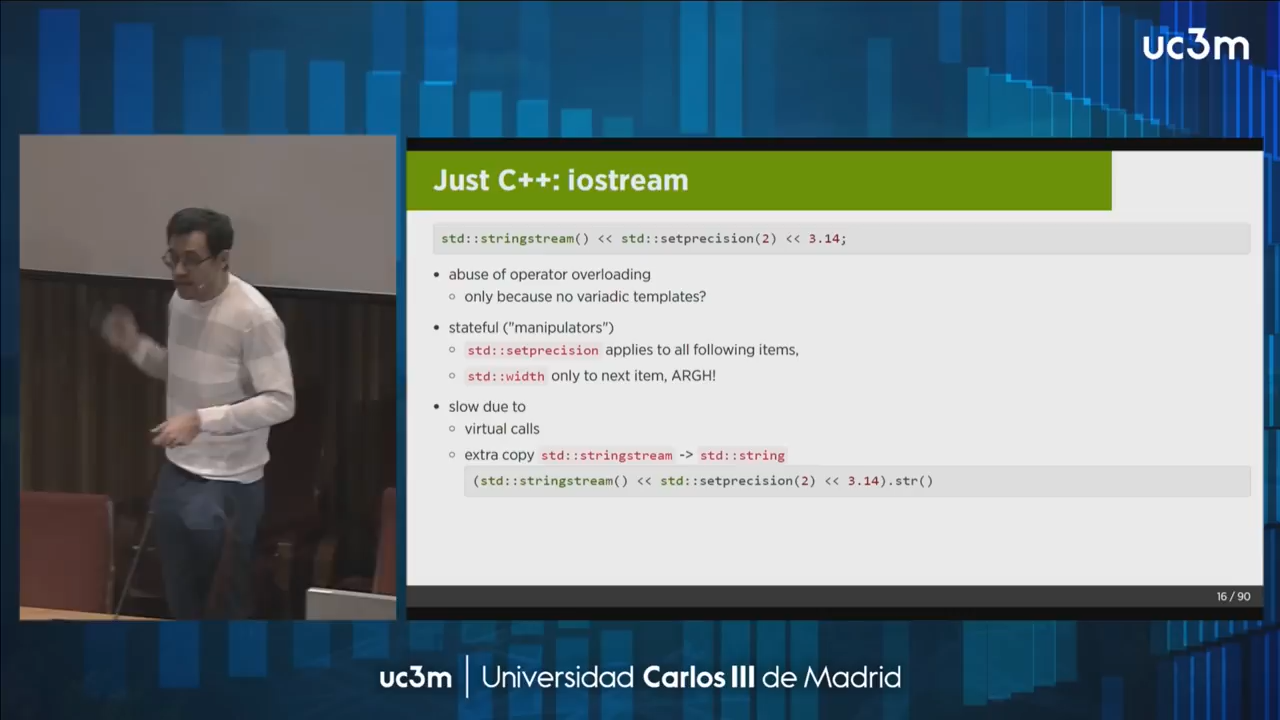 uc3m
Just C++: iostream
std::stringstream() << std::setprecision(2) << 3.14;
• abuse of operator overloading
◦ only because no variadic templates?
• stateful ("manipulators")
◦ std::setprecision applies to all following items,
◦ std::width only to next item, ARGH!
• slow due to
◦ virtual calls
◦ extra copy std::stringstream -> std::string
(std::stringstream() << std::setprecision(2) << 3.14).str()
16 / 90
uc3m | Universidad Carlos III de Madrid